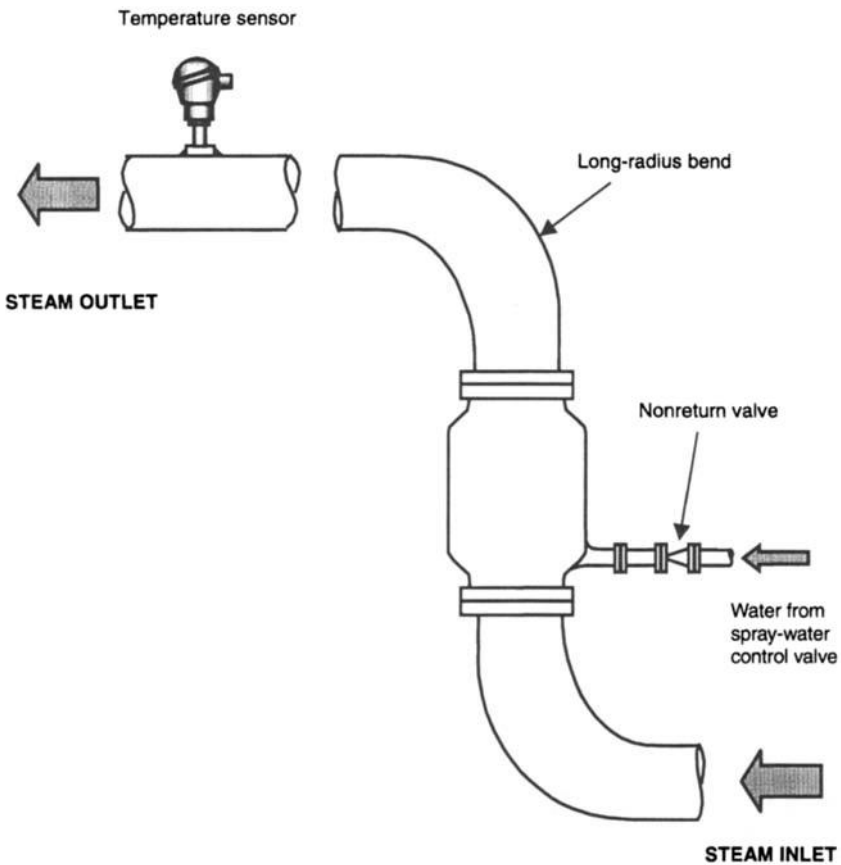 Temperature sensor
Long-radius bend
STEAM OUTLET
Nonreturn valve
Water from
spray-water
control valve
STEAM INLET